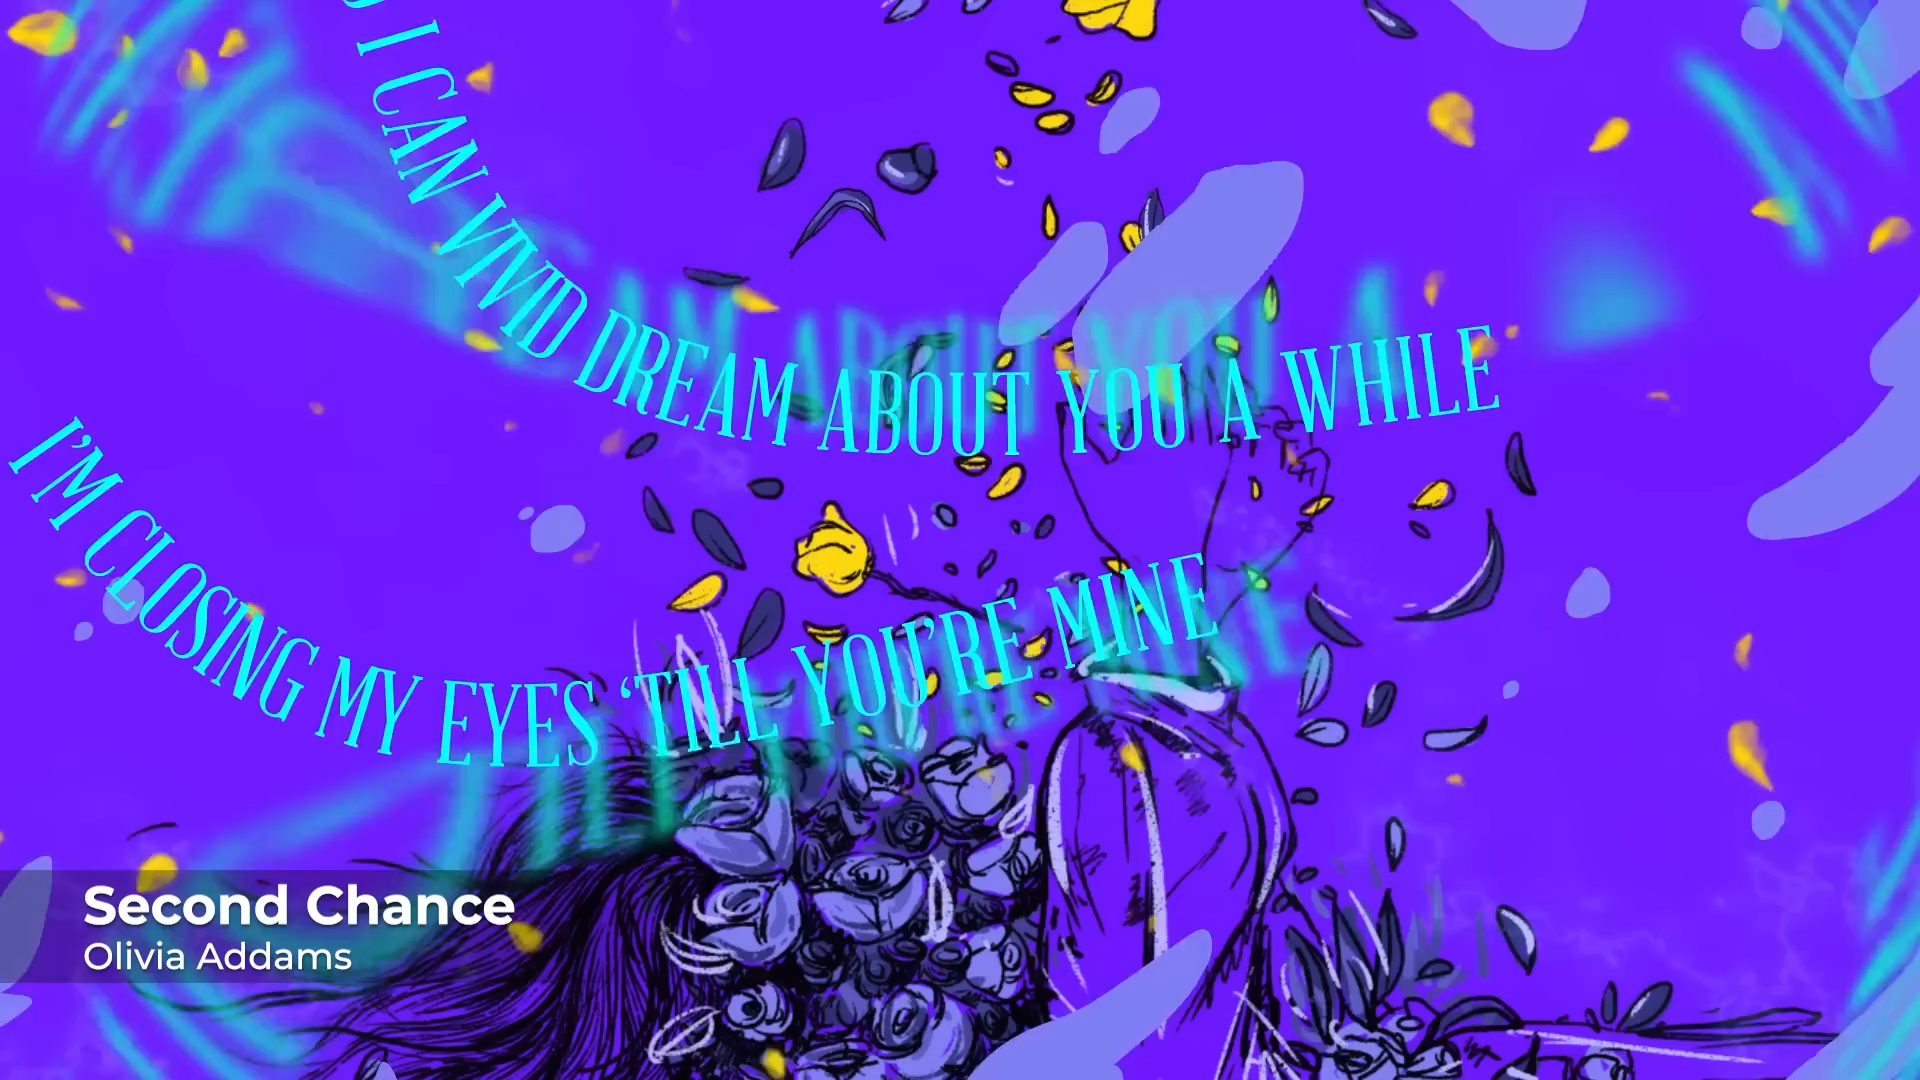 I CAN VIVID DREAM ABOUT YOU A WHILE
I'M CLOSING MY EYES ‘TILL YOU'RE MINE
Second Chance
Olivia Addams